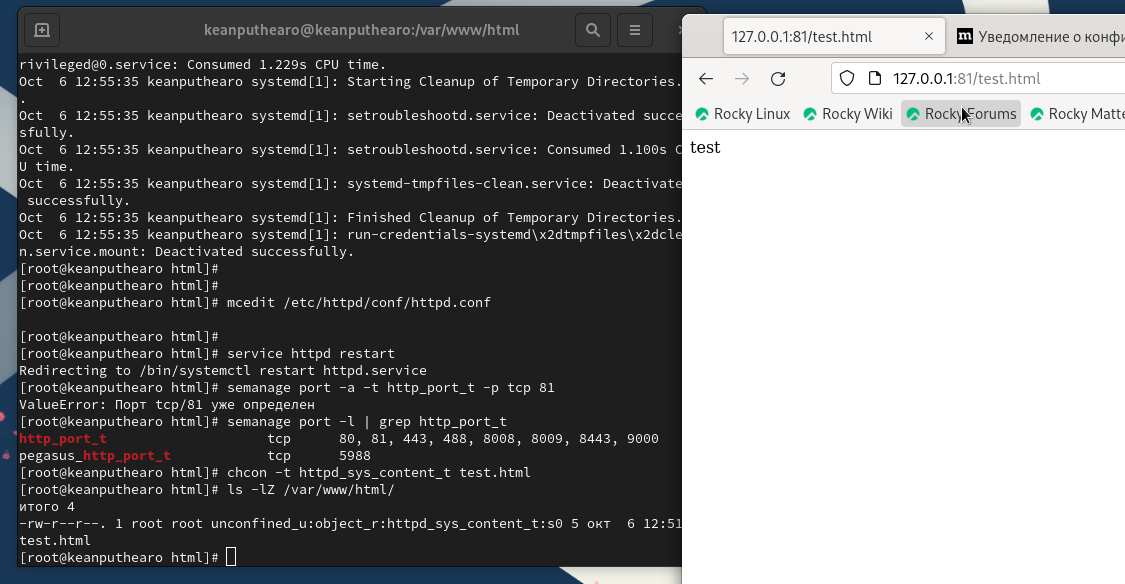 keanputhearo@keanputhearo:/var/www/html
rivileged@0.service: Consumed 1.229s CPU time.
Oct  6 12:55:35 keanputhearo systemd[1]: Starting Cleanup of Temporary Directories.
.
Oct  6 12:55:35 keanputhearo systemd[1]: setroubleshootd.service: Deactivated succe
sfully.
Oct  6 12:55:35 keanputhearo systemd[1]: setroubleshootd.service: Consumed 1.100s C
U time.
Oct  6 12:55:35 keanputhearo systemd[1]: systemd-tmpfiles-clean.service: Deactivate
 successfully.
Oct  6 12:55:35 keanputhearo systemd[1]: Finished Cleanup of Temporary Directories.
Oct  6 12:55:35 keanputhearo systemd[1]: run-credentials-systemd\x2dtmpfiles\x2dcle
n.service.mount: Deactivated successfully.
[root@keanputhearo html]#
[root@keanputhearo html]#
[root@keanputhearo html]# mcedit /etc/httpd/conf/httpd.conf
[root@keanputhearo html]#
[root@keanputhearo html]# service httpd restart
Redirecting to /bin/systemctl restart httpd.service
[root@keanputhearo html]# semanage port -a -t http_port_t -p tcp 81
ValueError: Порт tcp/81 уже определен
[root@keanputhearo html]# semanage port -l | grep http_port_t
http_port_t                    tcp      80, 81, 443, 488, 8008, 8009, 8443, 9000
pegasus_http_port_t            tcp      5988
[root@keanputhearo html]# chcon -t httpd_sys_content_t test.html
[root@keanputhearo html]# ls -lZ /var/www/html/
итого 4
-rw-r--r--. 1 root root unconfined_u:object_r:httpd_sys_content_t:s0 5 окт  6 12:51
test.html
[root@keanputhearo html]#
127.0.0.1:81/test.html
m Уведомление о конфи
127.0.0.1:81/test.html
Rocky Linux Rocky Wiki Rocky Forums Rocky Matte
test